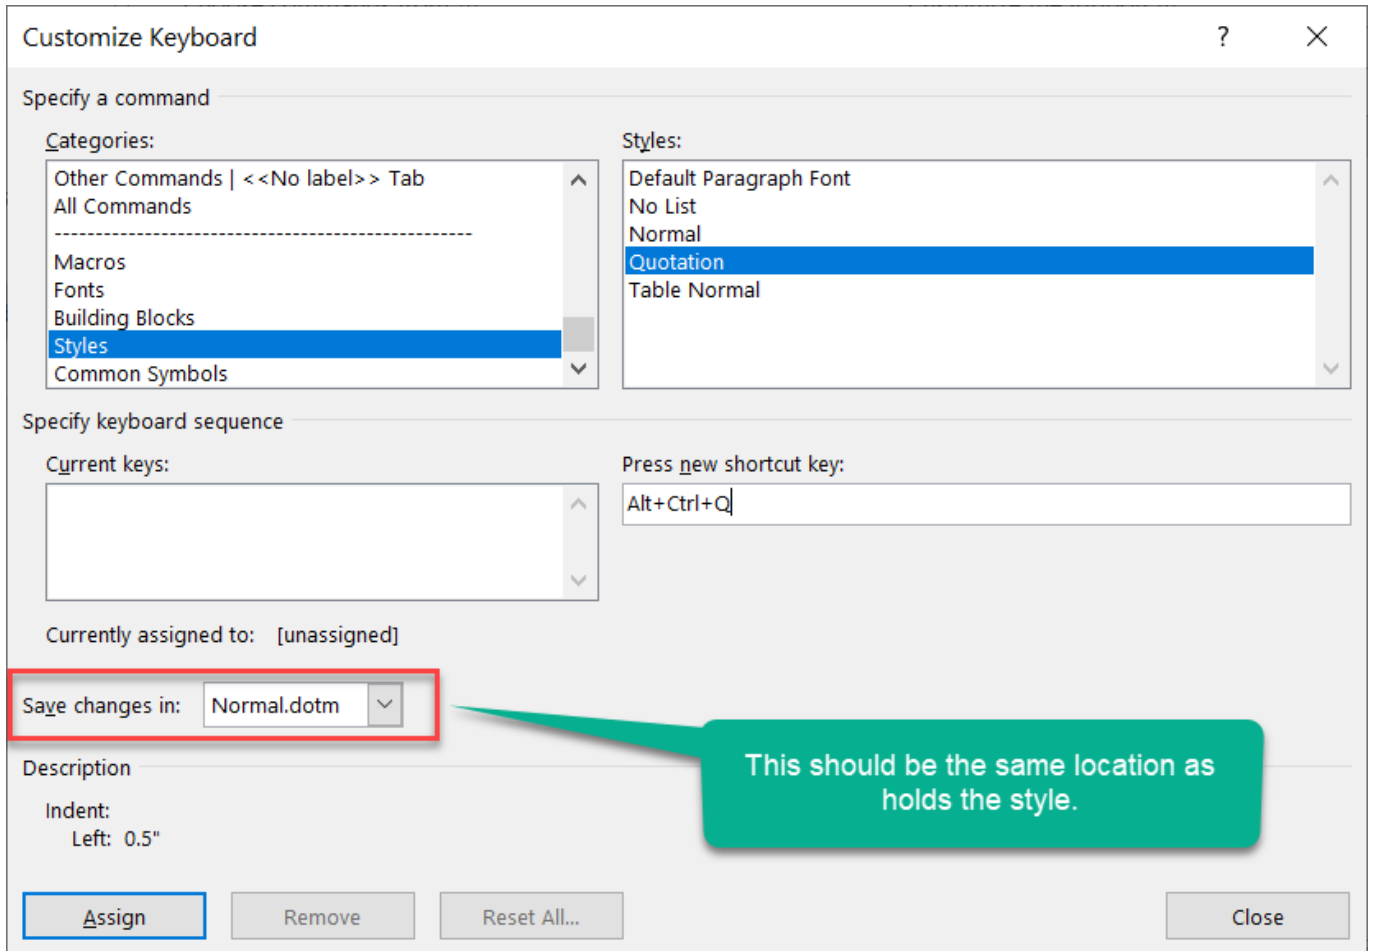 Customize Keyboard
?
Specify a command
Categories:
Styles:
Other Commands | <<No label>> Tab
All Commands
---------------------------------------------------
Macros
Fonts
Building Blocks
Styles
Common Symbols
Default Paragraph Font
No List
Normal
Quotation
Table Normal
Specify keyboard sequence
Current keys:
Press new shortcut key:
Alt+Ctrl+Q
Currently assigned to: [unassigned]
Save changes in: Normal.dotm
This should be the same location as
holds the style.
Description
Indent:
Left: 0.5"
Assign
Remove
Reset All...
Close